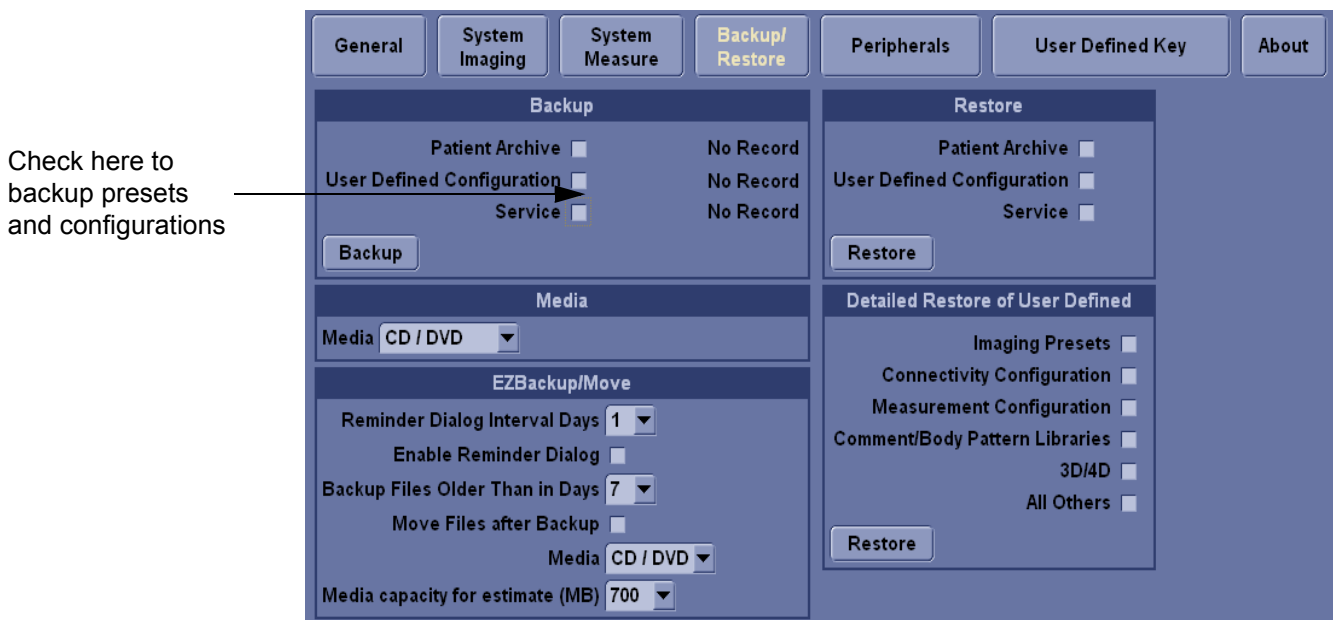 General
System
Imaging
System
Measure
Backup/
Restore
Peripherals
User Defined Key
About
Check here to
backup presets
and configurations
Backup
Patient Archive No Record
User Defined Configuration No Record
Service No Record
Backup
Media
Media CD / DVD
EZBackup/Move
Reminder Dialog Interval Days 1
Enable Reminder Dialog
Backup Files Older Than in Days 7
Move Files after Backup
Media CD / DVD
Media capacity for estimate (MB) 700
Restore
Patient Archive
User Defined Configuration
Service
Restore
Detailed Restore of User Defined
Imaging Presets
Connectivity Configuration
Measurement Configuration
Comment/Body Pattern Libraries
3D/4D
All Others
Restore